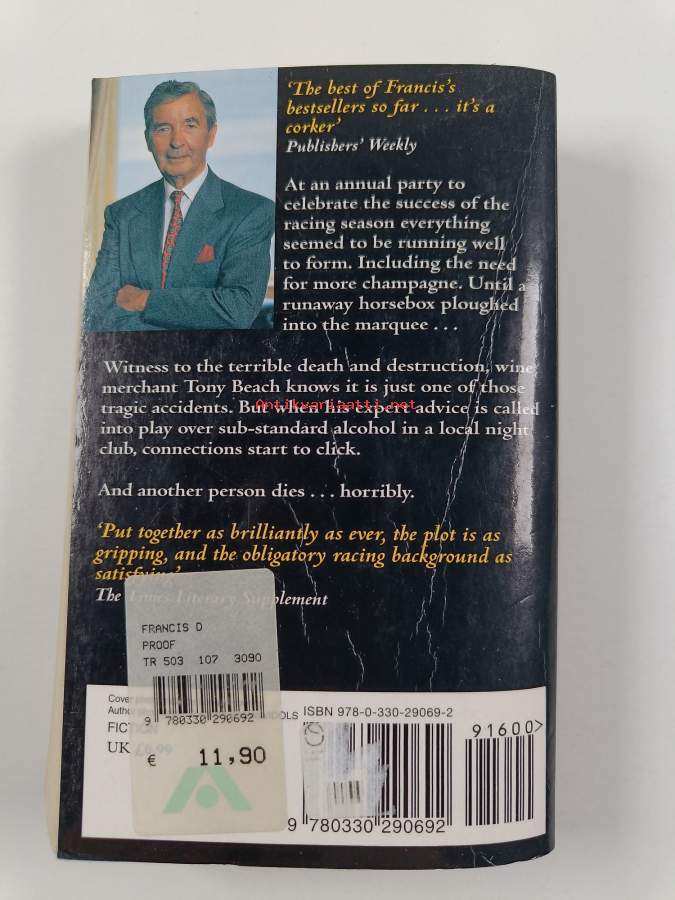 ‘The best of Francis’s
bestsellers so far . . . it’s a
corker’
Publishers’ Weekly
At an annual party to
celebrate the success of the
racing season everything
seemed to be running well
to form. Including the need
for more champagne. Until a
runaway horsebox ploughed
into the marquee . . .
Witness to the terrible death and destruction, wine
merchant Tony Beach knows it is just one of those
tragic accidents. But when his expert advice is called
Antikvariaatti.net
into play over sub-standard alcohol in a local night
club, connections start to click.
And another person dies . . . horribly.
‘Put together as brilliantly as ever, the plot is as
gripping, and the obligatory racing background as
satisfying’
The Times Literary Supplement
FRANCIS D
PROOF
TR 503 107 3090
9 780330 290692
€ 11,90
Cover
Author
FICTION
UK £6.99
IDOLS
ISBN 978-0-330-29069-2
91600>
9 780330 290692